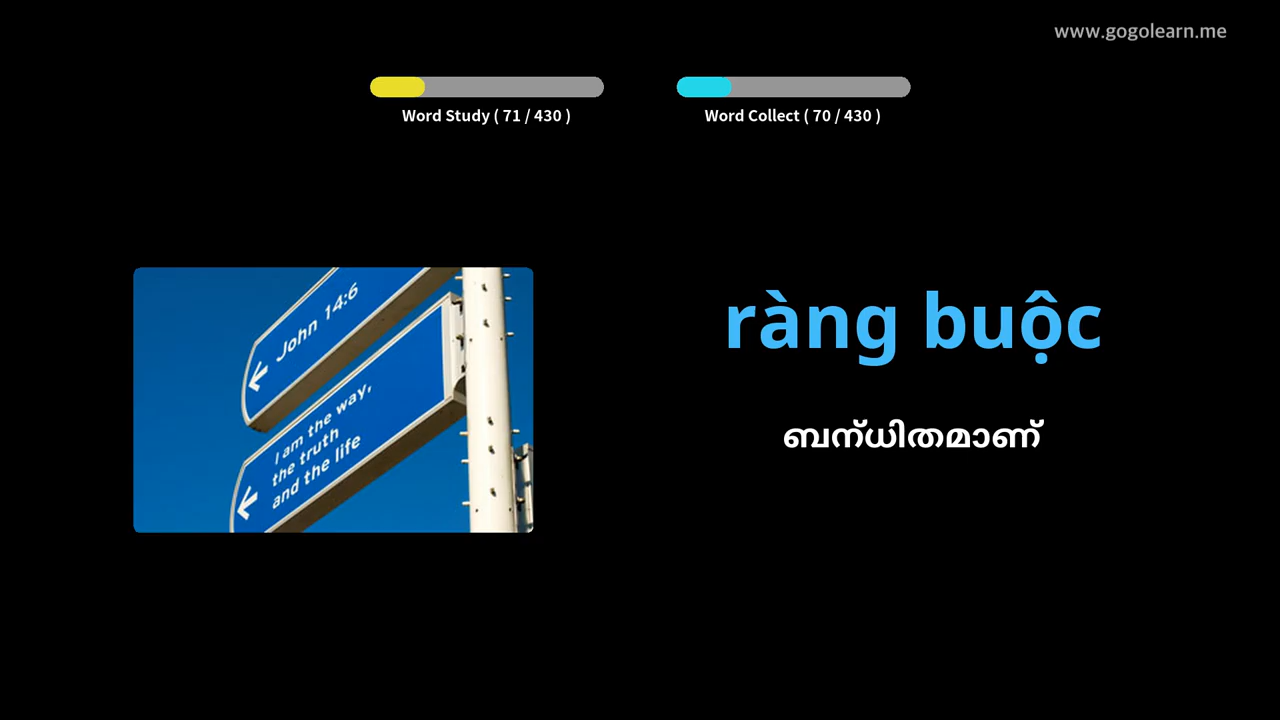 www.gogolearn.me
Word Study ( 71 / 430 )
Word Collect ( 70 / 430 )
John 14:6
I am the way,
the truth
and the life
ràng buộc
ബന്ധിതമാണ്